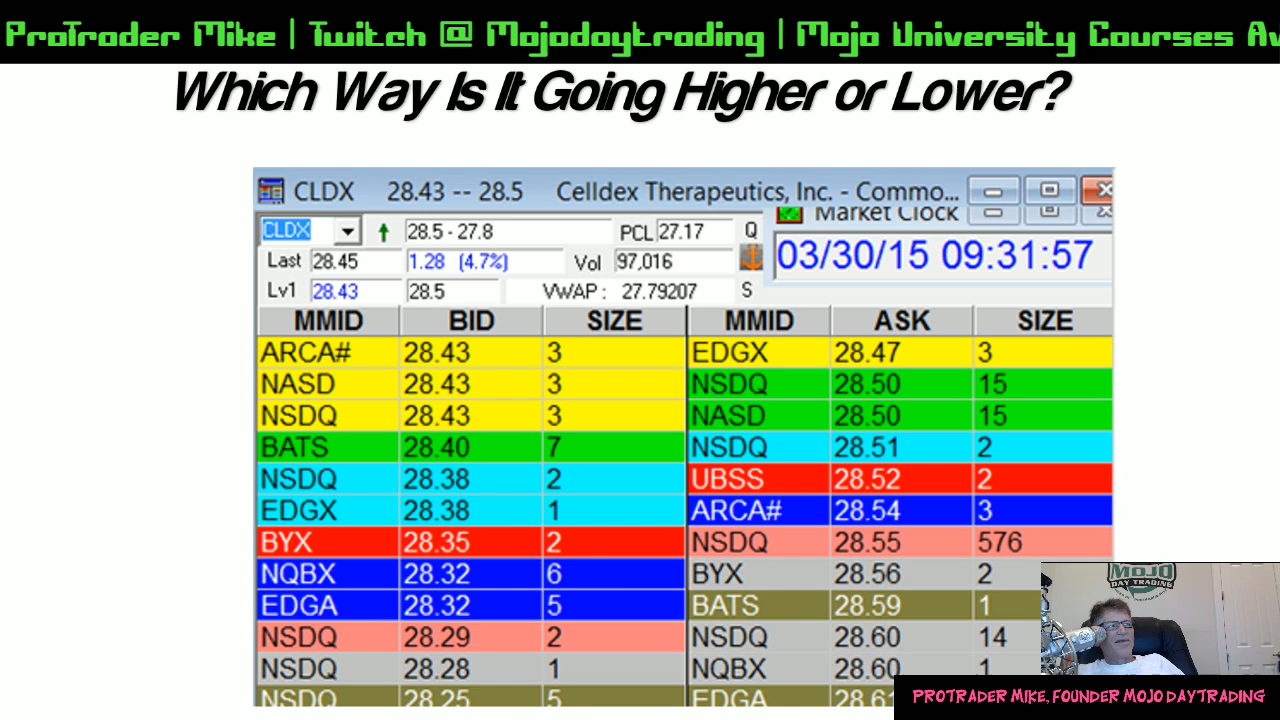 ProTrader Mike | Twitch @ Mojodaytrading | Mojo University Courses Av
Which Way Is It Going Higher or Lower?
CLDX 28.43 -- 28.5 Celldex Therapeutics, Inc. - Commo...
Market Clock
CLDX 28.5 - 27.8 PCL 27.17 Q
03/30/15 09:31:57
Last 28.45 1.28 (4.7%) Vol 97,016
Lv1 28.43 28.5 VWAP : 27.79207 S
MMID BID SIZE MMID ASK SIZE
ARCA# 28.43 3 EDGX 28.47 3
NASD 28.43 3 NSDQ 28.50 15
NSDQ 28.43 3 NASD 28.50 15
BATS 28.40 7 NSDQ 28.51 2
NSDQ 28.38 2 UBSS 28.52 2
EDGX 28.38 1 ARCA# 28.54 3
BYX 28.35 2 NSDQ 28.55 576
NQBX 28.32 6 BYX 28.56 2
EDGA 28.32 5 BATS 28.59 1
NSDQ 28.29 2 NSDQ 28.60 14
NSDQ 28.28 1 NQBX 28.60 1
NSDQ 28.25 5 EDGA
MOJO
DAY TRADING
PROTRADER MIKE, FOUNDER MOJO DAYTRADING